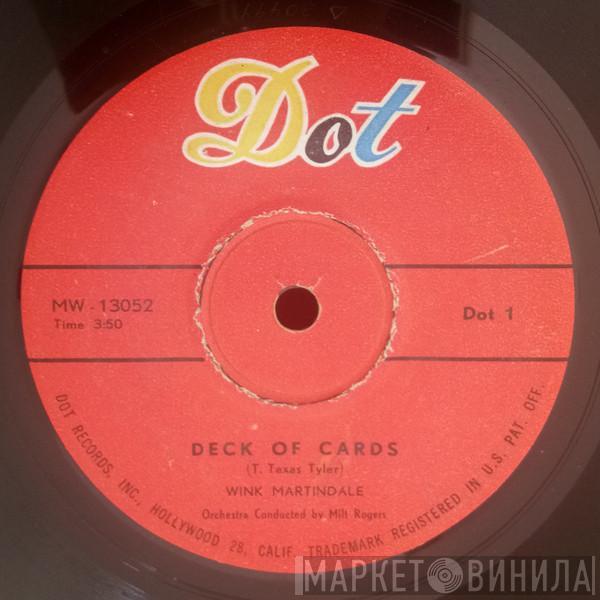 Dot
MW - 13052
Time 3:50
Dot 1
DECK OF CARDS
(T. Texas Tyler)
WINK MARTINDALE
Orchestra Conducted by Milt Rogers
DOT RECORDS, INC., HOLLYWOOD 28, CALIF. TRADEMARK REGISTERED IN U.S. PAT. OFF.
МАРКЕТ ВИНИЛА